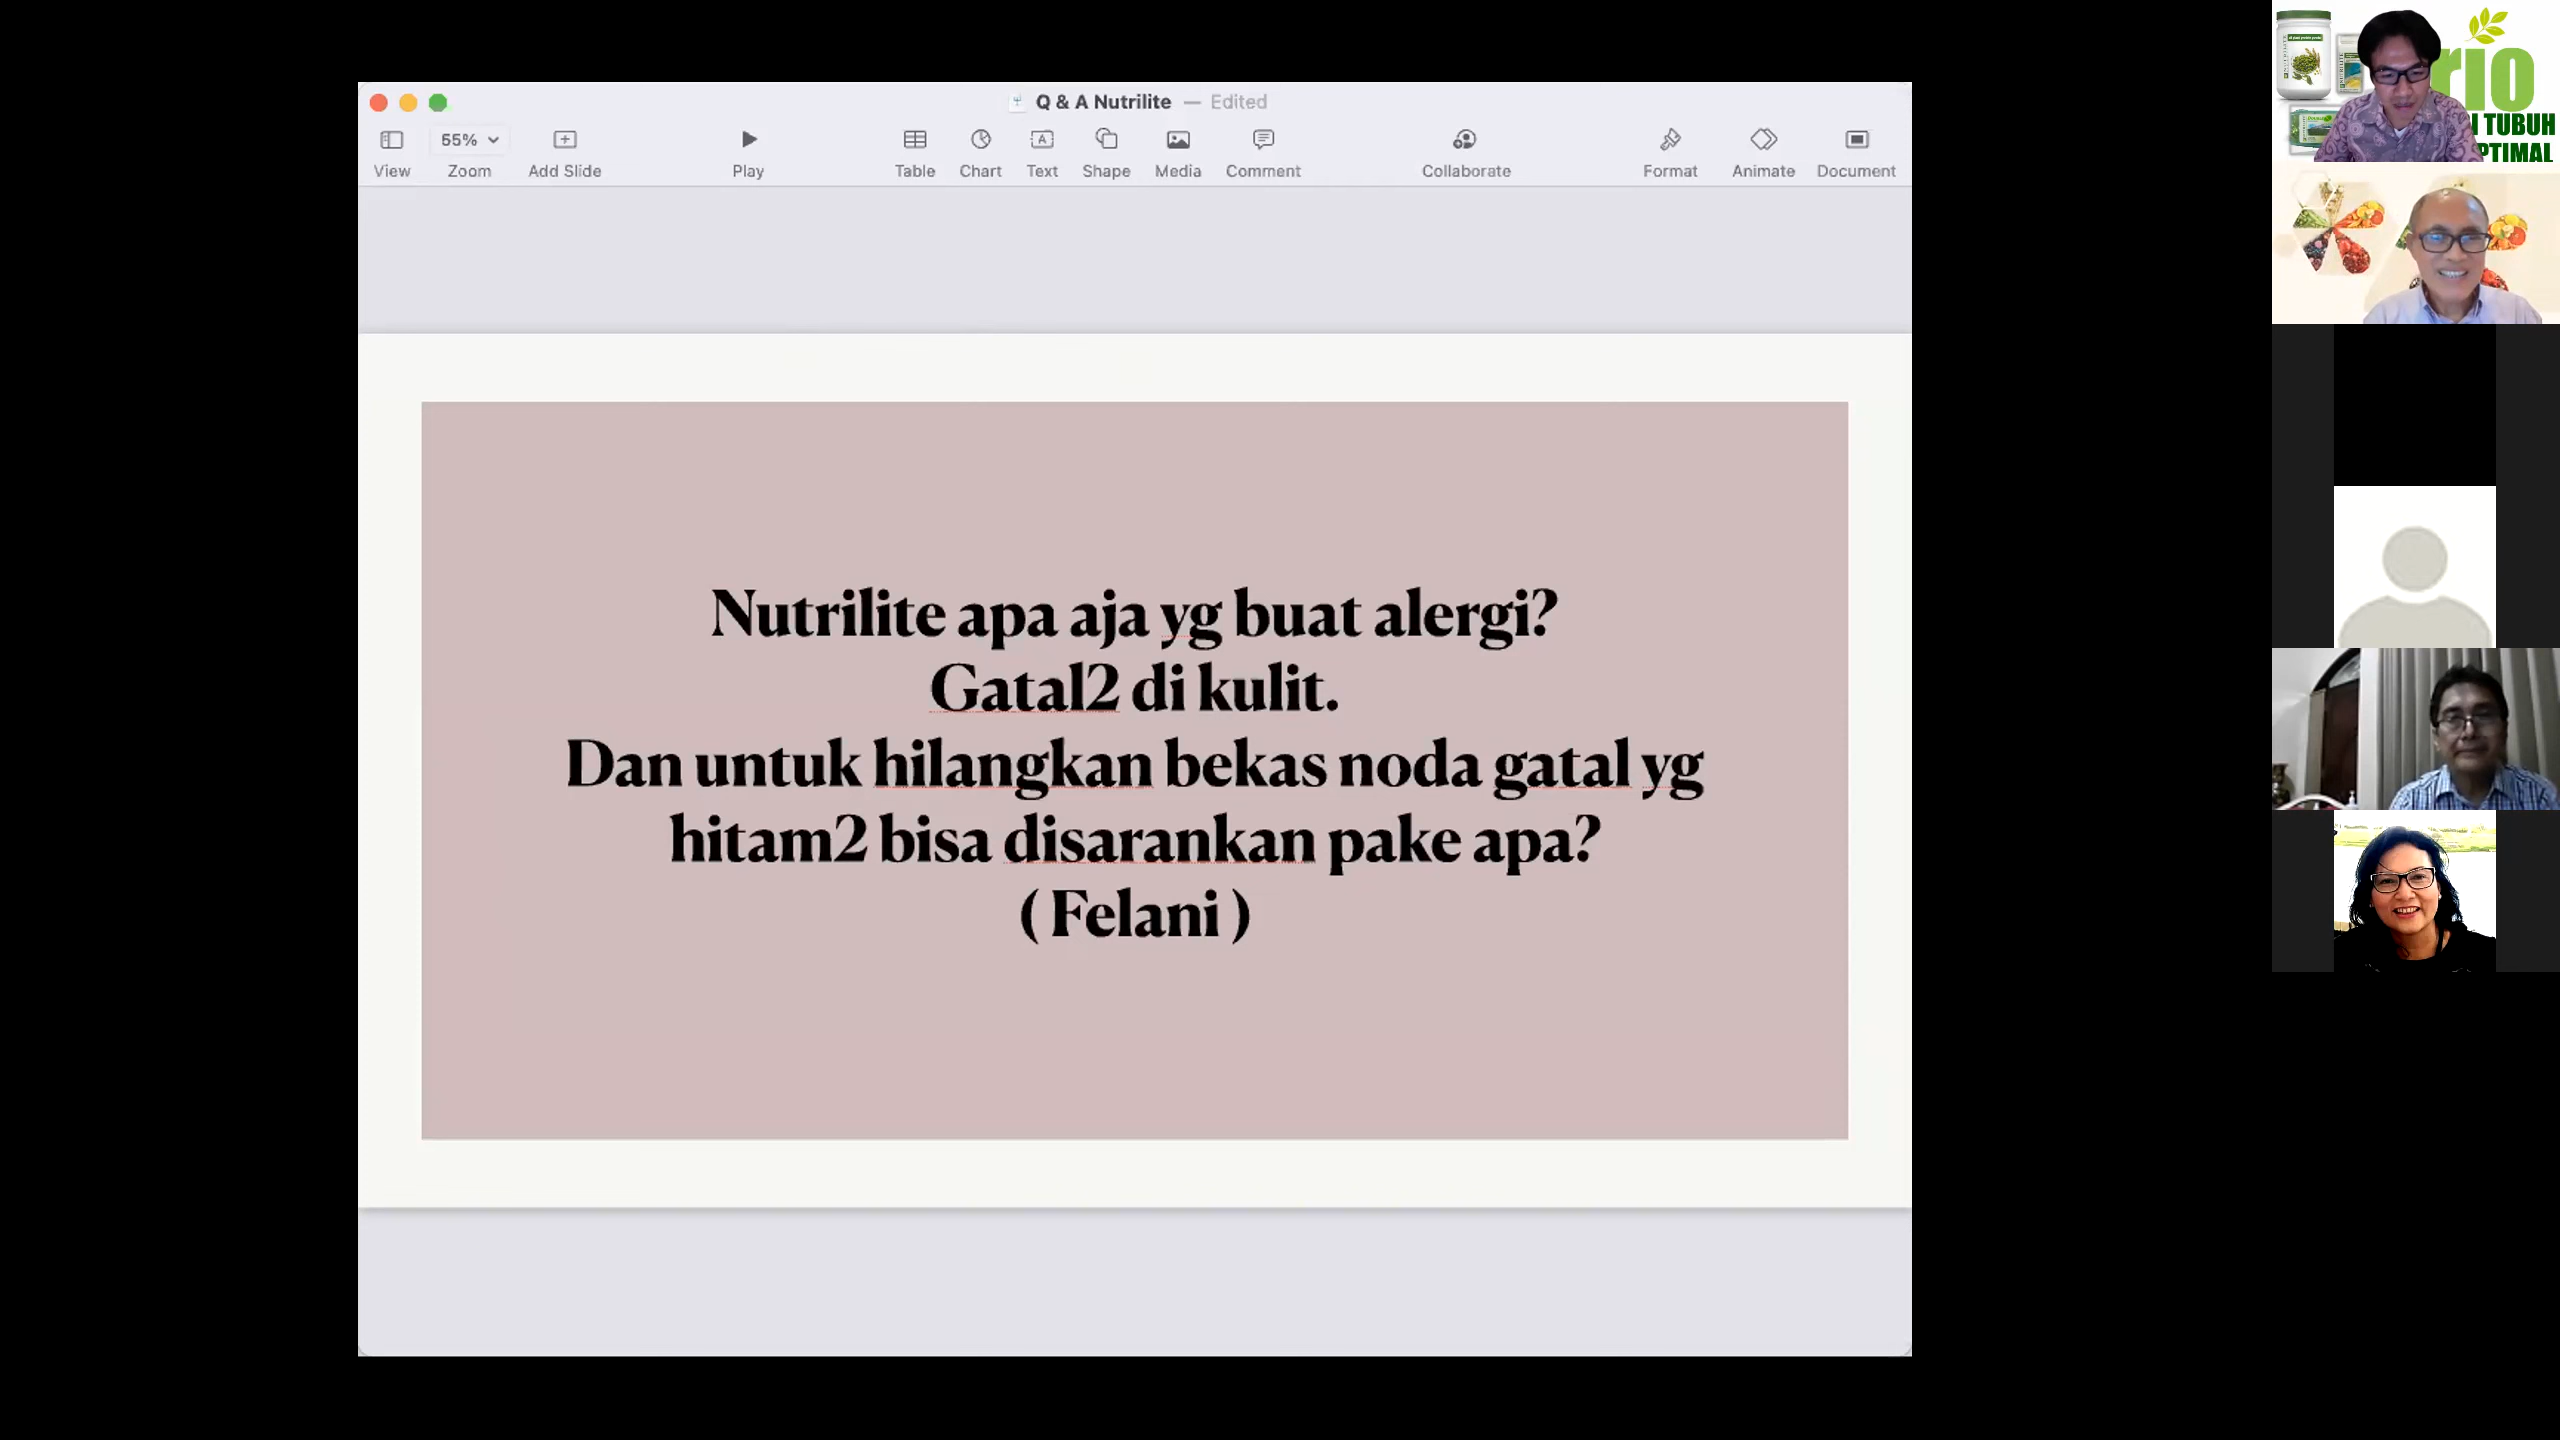 Q & A Nutrilite — Edited
55%
View
Zoom
Add Slide
Play
Table
Chart
Text
Shape
Media
Comment
Collaborate
Format
Animate
Document
Nutrilite apa aja yg buat alergi?
Gatal2 di kulit.
Dan untuk hilangkan bekas noda gatal yg
hitam2 bisa disarankan pake apa?
( Felani )
rio
I TUBUH
PTIMAL